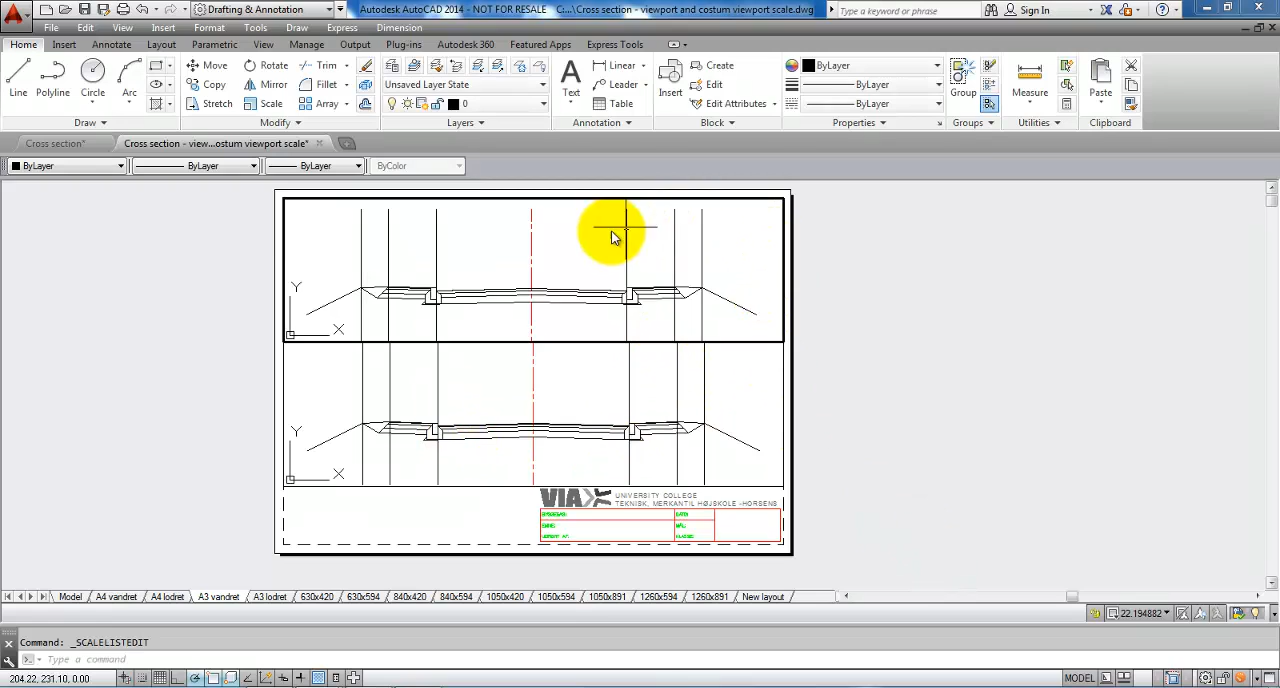 Drafting & Annotation
Autodesk AutoCAD 2014 - NOT FOR RESALE C:\...\Cross section - viewport and costum viewport scale.dwg
Type a keyword or phrase
Sign In
File Edit View Insert Format Tools Draw Express Dimension
Home Insert Annotate Layout Parametric View Manage Output Plug-ins Autodesk 360 Featured Apps Express Tools
Line Polyline Circle Arc
Move Rotate Trim
Copy Mirror Fillet
Stretch Scale Array
Unsaved Layer State
0
Text
Linear
Leader
Table
Insert
Create
Edit
Edit Attributes
ByLayer
ByLayer
ByLayer
Group
Measure
Paste
Draw Modify Layers Annotation Block Properties Groups Utilities Clipboard
Cross section* Cross section - view...ostum viewport scale*
ByLayer ByLayer ByLayer ByColor
Y
X
Y
X
VIA UNIVERSITY COLLEGE
TEKNISK, MERKANTIL HØJSKOLE -HORSENS
Model A4 vandret A4 lodret A3 vandret A3 lodret 630x420 630x594 840x420 840x594 1050x420 1050x594 1050x891 1260x594 1260x891 New layout
22.194882
Command: _SCALELISTEDIT
Type a command
204.22, 231.10, 0.00
MODEL